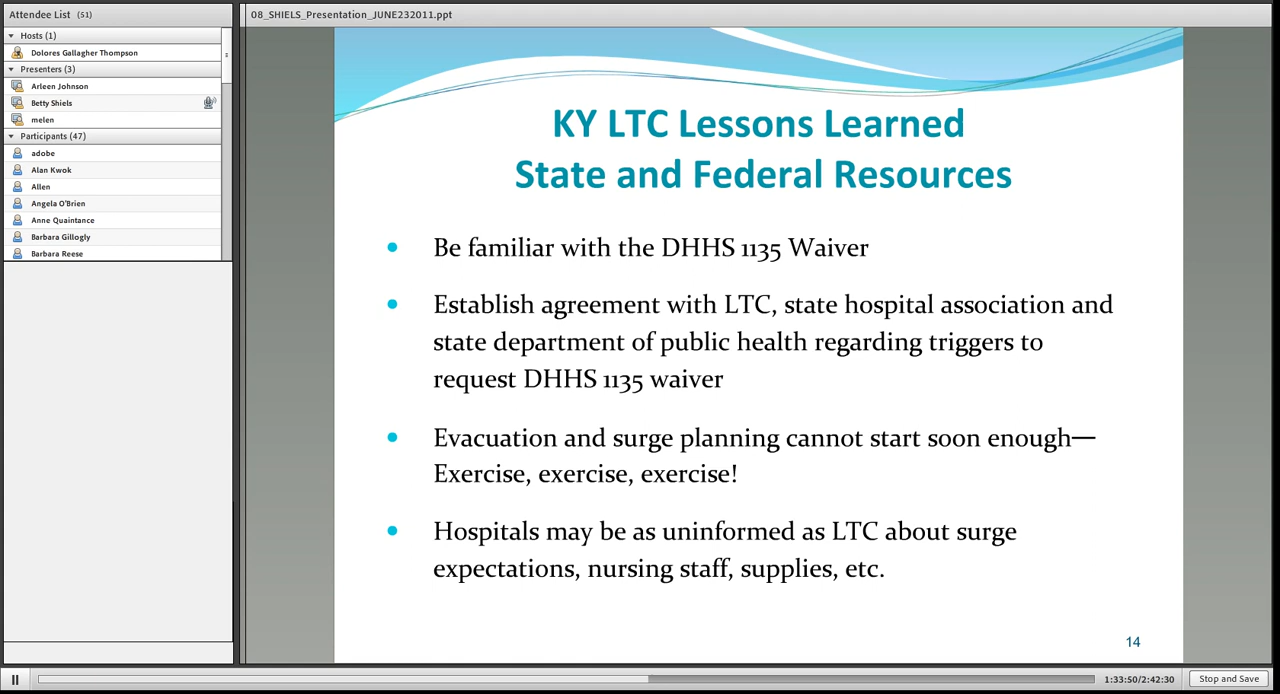 Attendee List (51)
Hosts (1)
Dolores Gallagher Thompson
Presenters (3)
Arleen Johnson
Betty Shiels
melen
Participants (47)
adobe
Alan Kwok
Allen
Angela O'Brien
Anne Quaintance
Barbara Gillogly
Barbara Reese
08_SHIELS_Presentation_JUNE232011.ppt
KY LTC Lessons Learned
State and Federal Resources
• Be familiar with the DHHS 1135 Waiver
• Establish agreement with LTC, state hospital association and
state department of public health regarding triggers to
request DHHS 1135 waiver
• Evacuation and surge planning cannot start soon enough—
Exercise, exercise, exercise!
• Hospitals may be as uninformed as LTC about surge
expectations, nursing staff, supplies, etc.
14
1:33:50/2:42:30
Stop and Save